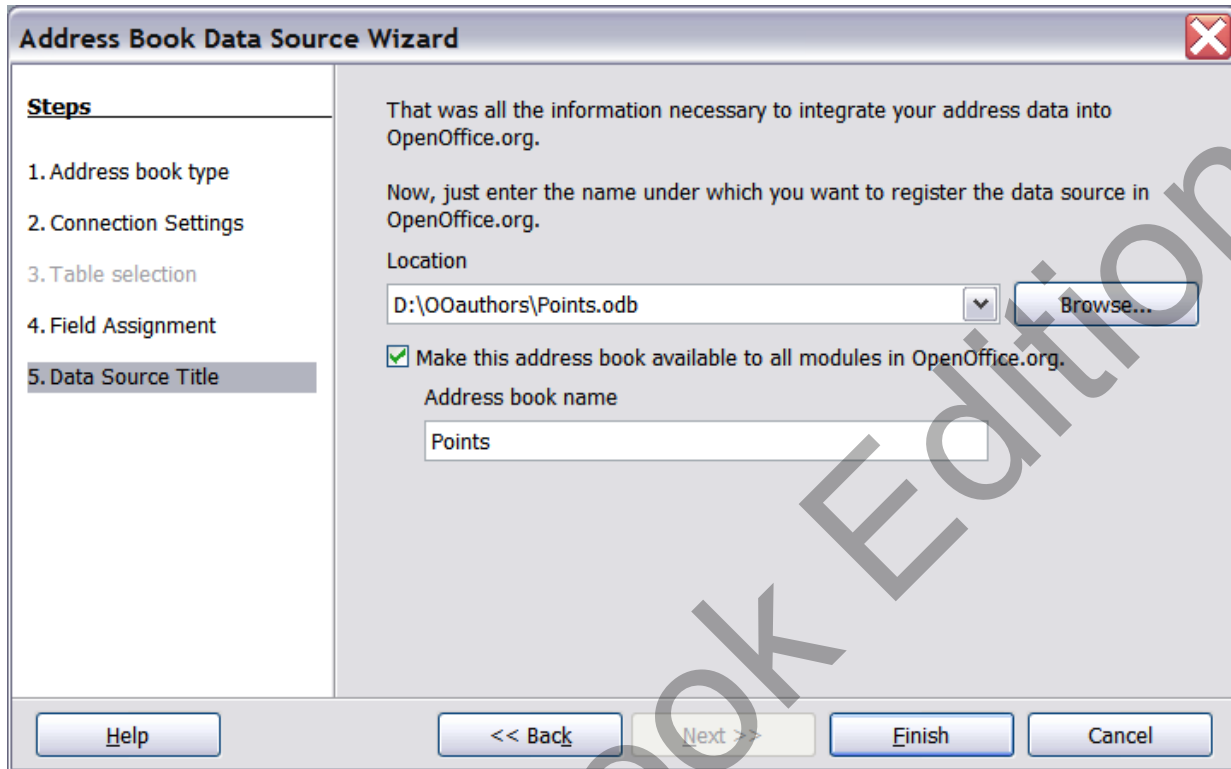 Address Book Data Source Wizard
Steps
1. Address book type
2. Connection Settings
3. Table selection
4. Field Assignment
5. Data Source Title
That was all the information necessary to integrate your address data into
OpenOffice.org.
Now, just enter the name under which you want to register the data source in
OpenOffice.org.
Location
D:\OOauthors\Points.odb
Browse...
Make this address book available to all modules in OpenOffice.org.
Address book name
Points
Help
<< Back
Next >>
Finish
Cancel
ook Edition